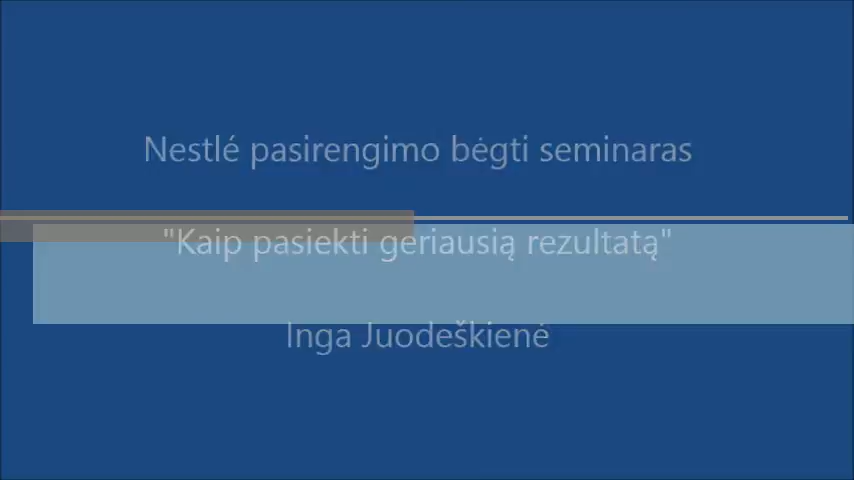 Nestlé pasirengimo bėgti seminaras
"Kaip pasiekti geriausią rezultatą"
Inga Juodeškienė